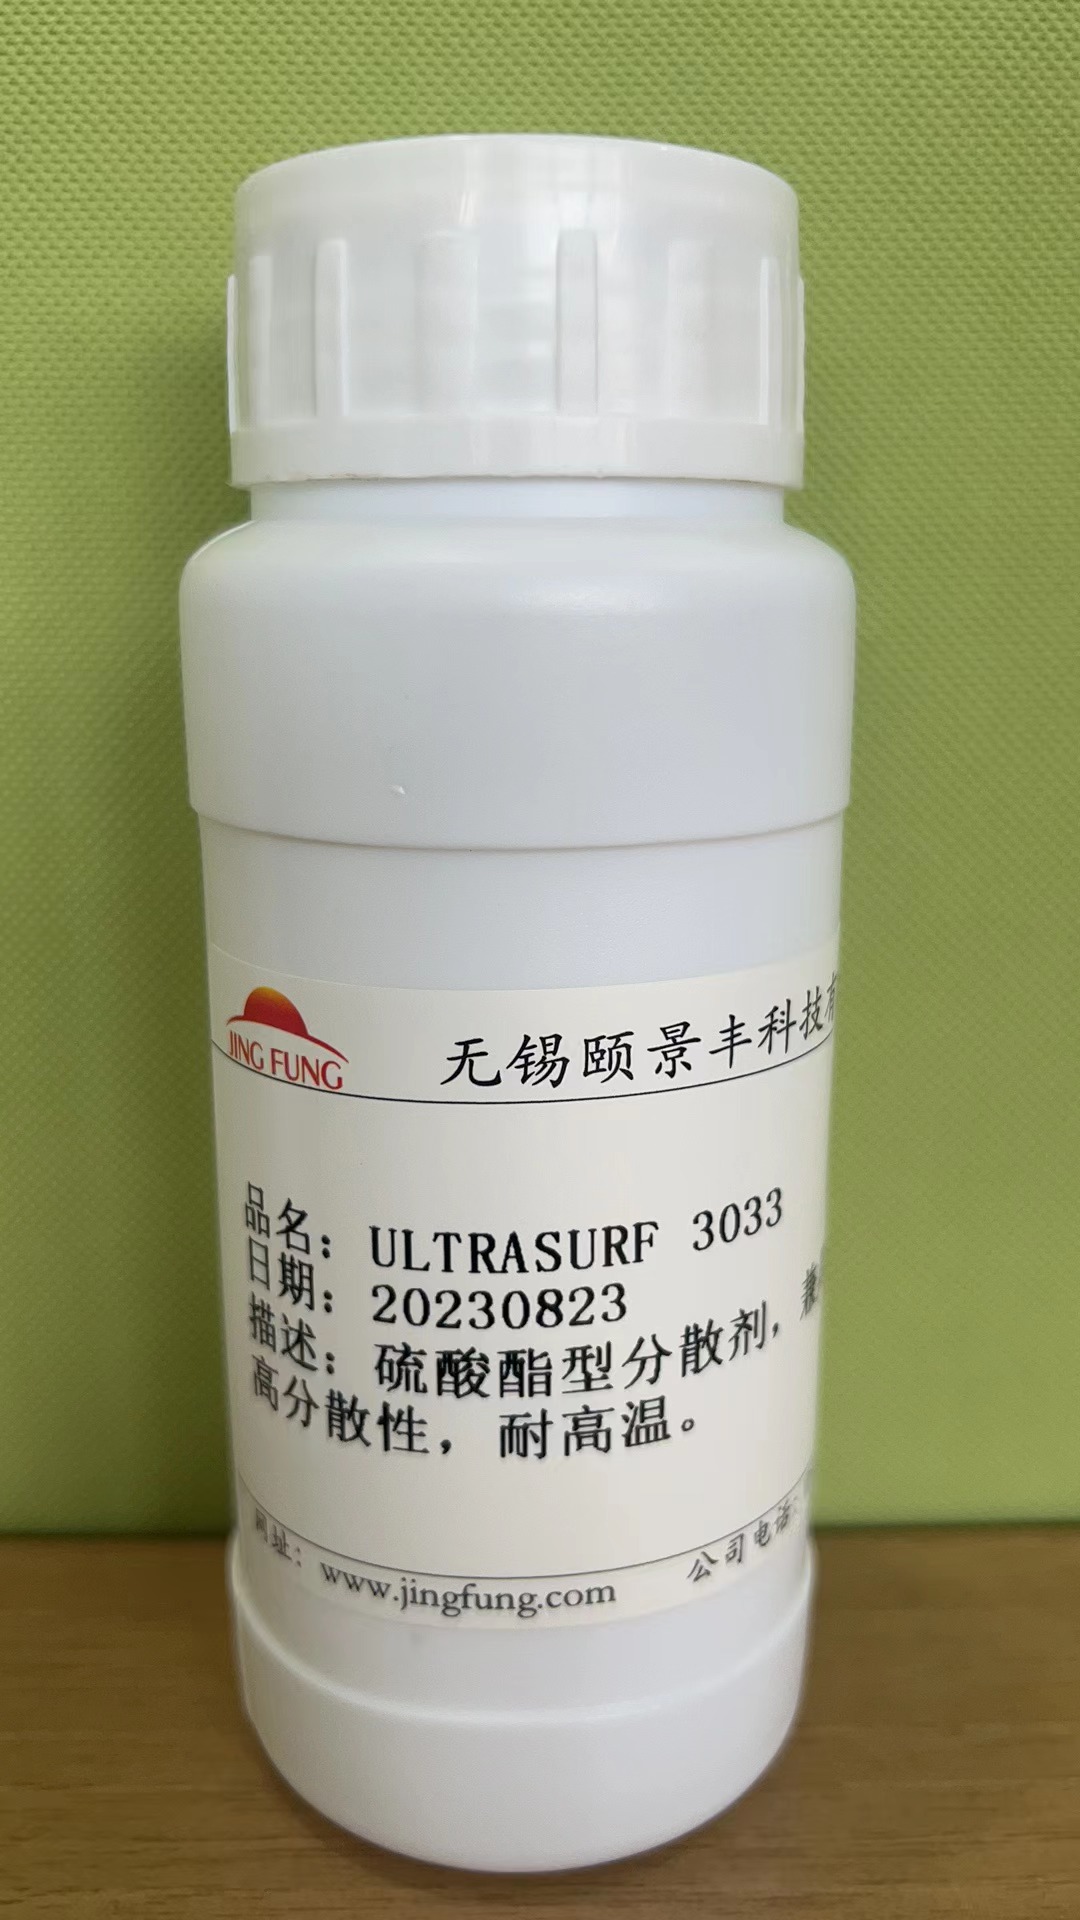 JING FUNG
无锡颐景丰科技有
品名：ULTRASURF 3033
日期：20230823
描述：硫酸酯型分散剂，兼
高分散性，耐高温。
网址：www.jingfung.com
公司电话：